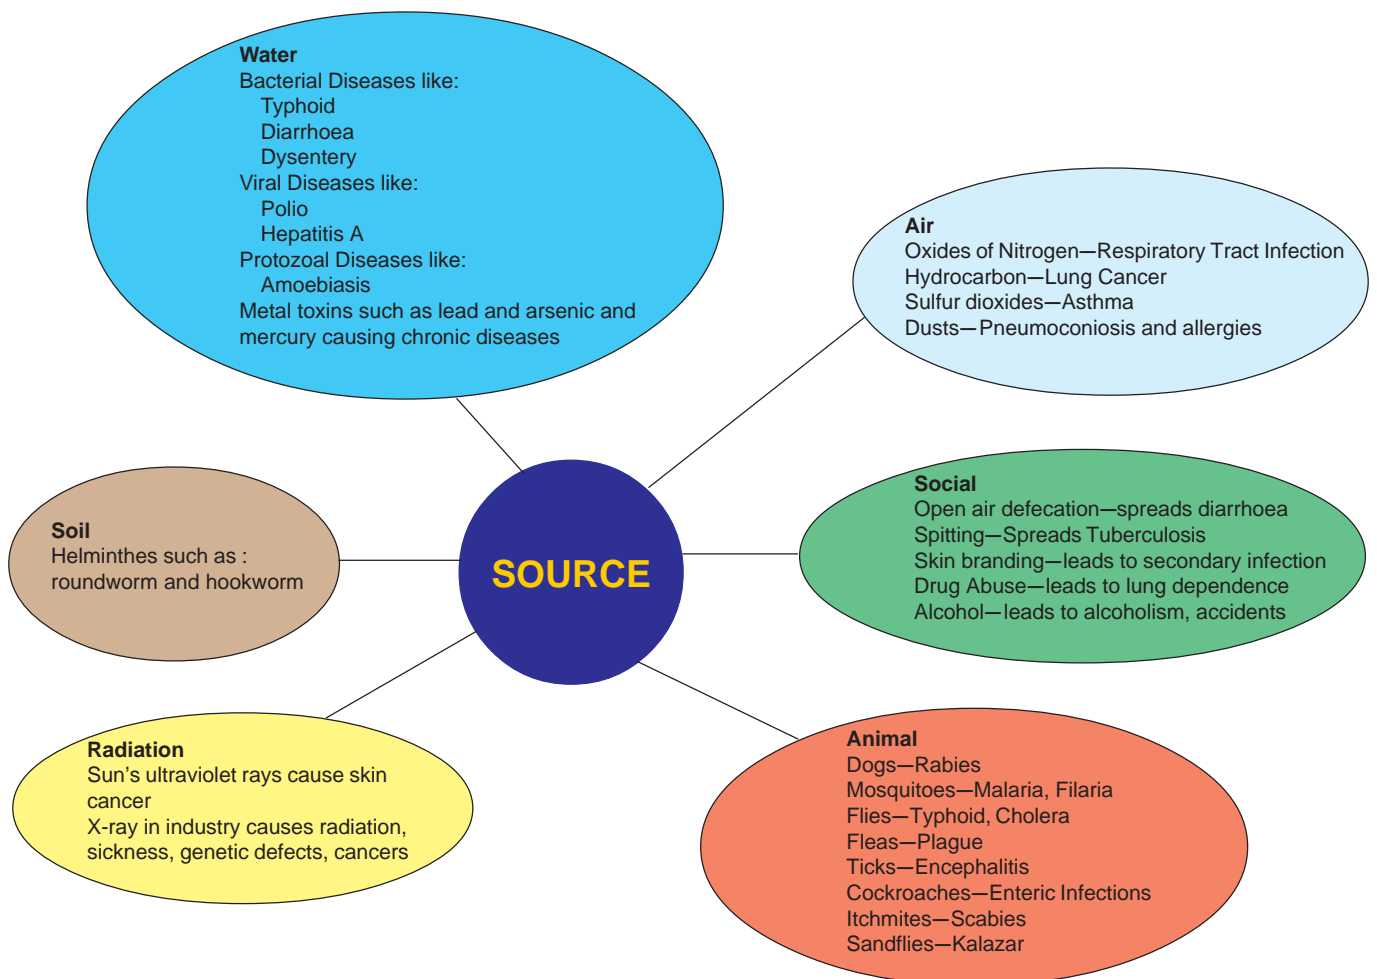 Water
Bacterial Diseases like:
Typhoid
Diarrhoea
Dysentery
Viral Diseases like:
Polio
Hepatitis A
Protozoal Diseases like:
Amoebiasis
Metal toxins such as lead and arsenic and
mercury causing chronic diseases
Air
Oxides of Nitrogen—Respiratory Tract Infection
Hydrocarbon—Lung Cancer
Sulfur dioxides—Asthma
Dusts—Pneumoconiosis and allergies
Soil
Helminthes such as :
roundworm and hookworm
SOURCE
Social
Open air defecation—spreads diarrhoea
Spitting—Spreads Tuberculosis
Skin branding—leads to secondary infection
Drug Abuse—leads to lung dependence
Alcohol—leads to alcoholism, accidents
Radiation
Sun's ultraviolet rays cause skin
cancer
X-ray in industry causes radiation,
sickness, genetic defects, cancers
Animal
Dogs—Rabies
Mosquitoes—Malaria, Filaria
Flies—Typhoid, Cholera
Fleas—Plague
Ticks—Encephalitis
Cockroaches—Enteric Infections
Itchmites—Scabies
Sandflies—Kalazar